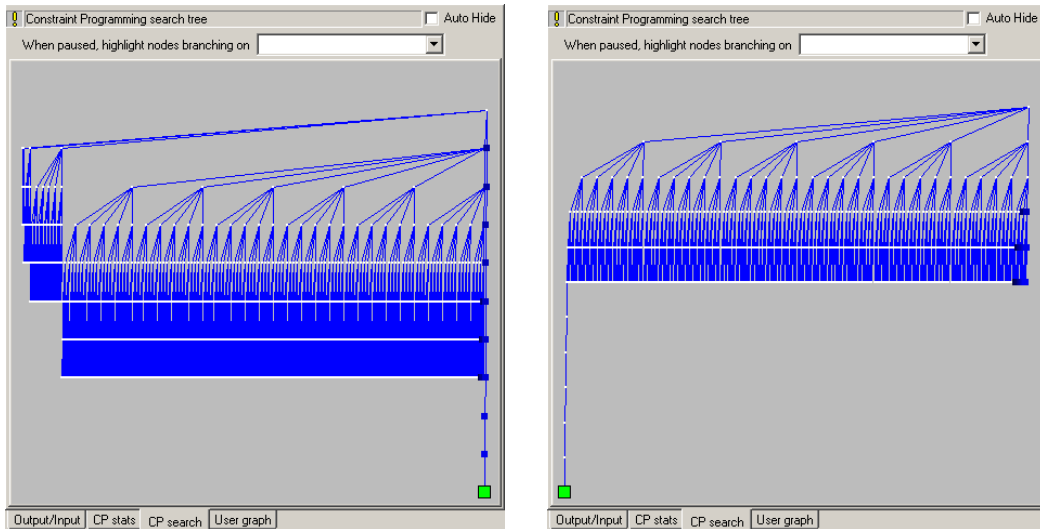 Constraint Programming search tree Auto Hide
When paused, highlight nodes branching on
Output/Input CP stats CP search User graph
Constraint Programming search tree Auto Hide
When paused, highlight nodes branching on
Output/Input CP stats CP search User graph